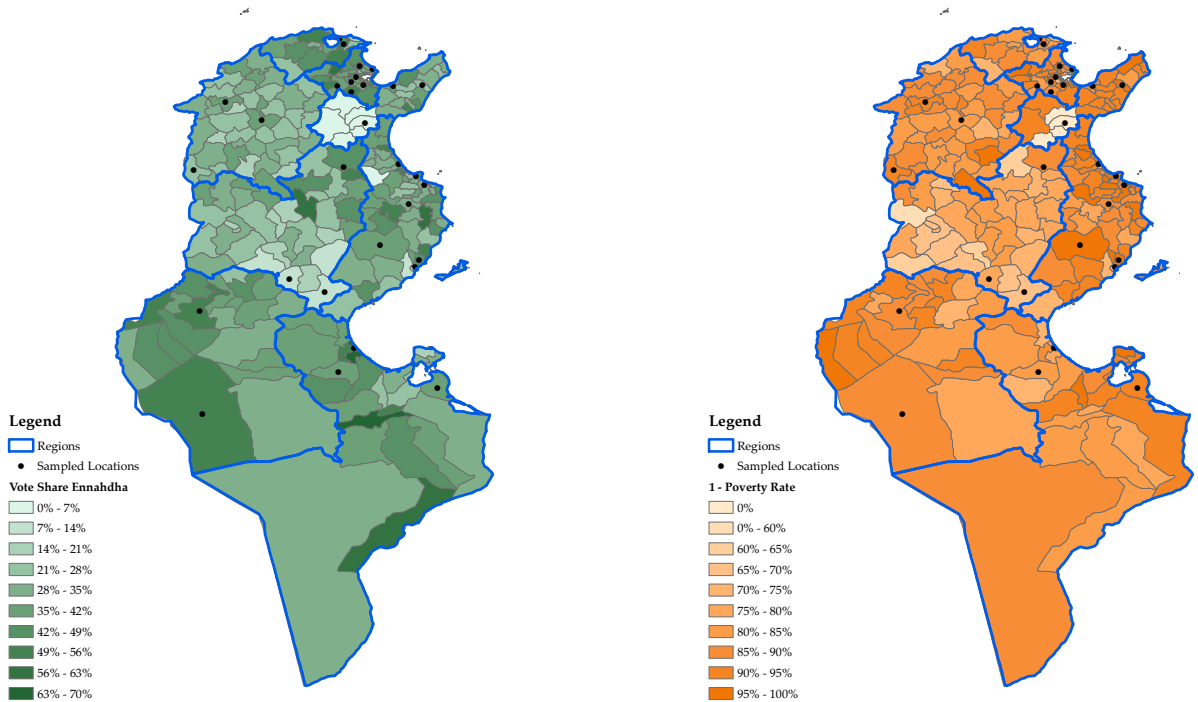 Legend
Regions
Sampled Locations
Vote Share Ennahdha
0% - 7%
7% - 14%
14% - 21%
21% - 28%
28% - 35%
35% - 42%
42% - 49%
49% - 56%
56% - 63%
63% - 70%
Legend
Regions
Sampled Locations
1 - Poverty Rate
0%
0% - 60%
60% - 65%
65% - 70%
70% - 75%
75% - 80%
80% - 85%
85% - 90%
90% - 95%
95% - 100%